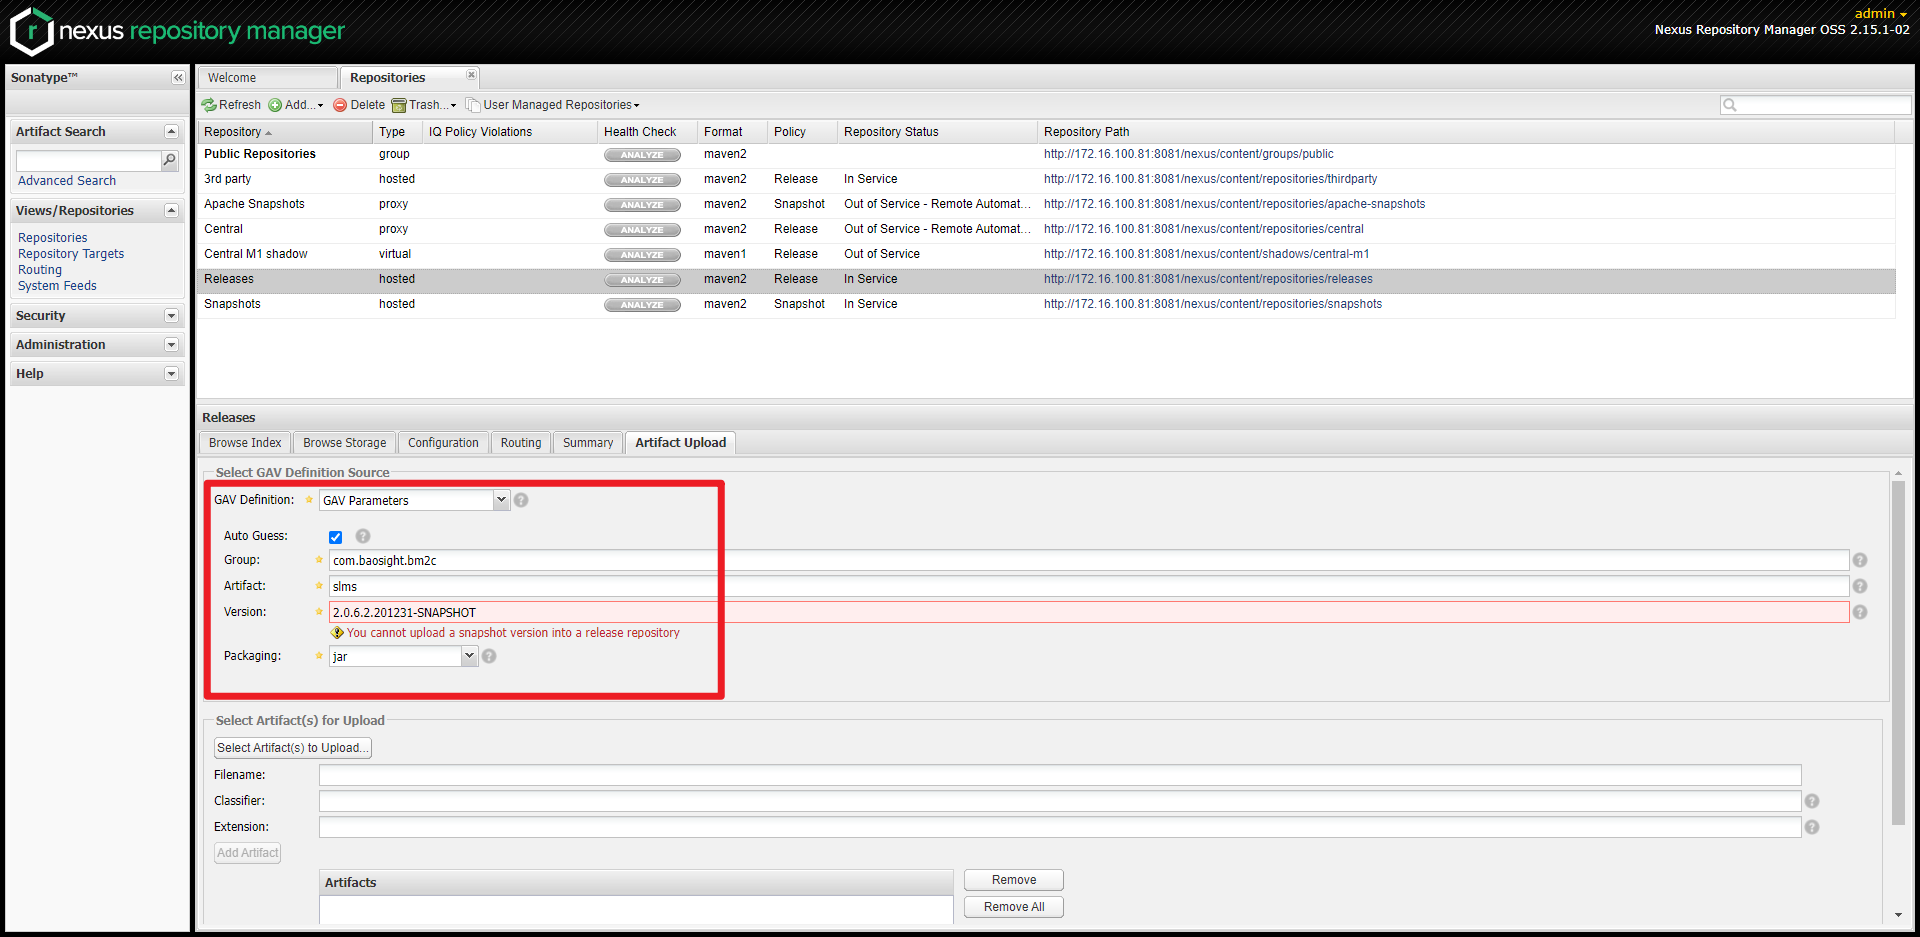 nexus repository manager
admin
Nexus Repository Manager OSS 2.15.1-02
Sonatype™
Welcome
Repositories
Refresh Add... Delete Trash... User Managed Repositories
Artifact Search
Advanced Search
Views/Repositories
Repositories
Repository Targets
Routing
System Feeds
Security
Administration
Help
Repository Type IQ Policy Violations Health Check Format Policy Repository Status Repository Path
Public Repositories group ANALYZE maven2 http://172.16.100.81:8081/nexus/content/groups/public
3rd party hosted ANALYZE maven2 Release In Service http://172.16.100.81:8081/nexus/content/repositories/thirdparty
Apache Snapshots proxy ANALYZE maven2 Snapshot Out of Service - Remote Automat... http://172.16.100.81:8081/nexus/content/repositories/apache-snapshots
Central proxy ANALYZE maven2 Release Out of Service - Remote Automat... http://172.16.100.81:8081/nexus/content/repositories/central
Central M1 shadow virtual ANALYZE maven1 Release Out of Service http://172.16.100.81:8081/nexus/content/shadows/central-m1
Releases hosted ANALYZE maven2 Release In Service http://172.16.100.81:8081/nexus/content/repositories/releases
Snapshots hosted ANALYZE maven2 Snapshot In Service http://172.16.100.81:8081/nexus/content/repositories/snapshots
Releases
Browse Index Browse Storage Configuration Routing Summary Artifact Upload
Select GAV Definition Source
GAV Definition: GAV Parameters
Auto Guess:
Group: com.baosight.bm2c
Artifact: slms
Version: 2.0.6.2.201231-SNAPSHOT
You cannot upload a snapshot version into a release repository
Packaging: jar
Select Artifact(s) for Upload
Select Artifact(s) to Upload...
Filename:
Classifier:
Extension:
Add Artifact
Artifacts
Remove
Remove All